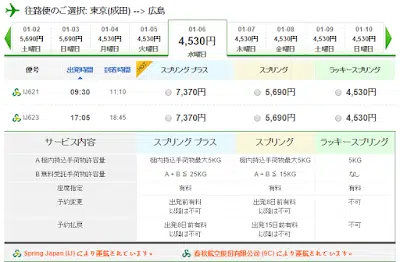 往路便のご選択: 東京(成田) --> 広島
01-02 01-03 01-04 01-05 01-06 01-07 01-08 01-09 01-10
5,690円 5,690円 4,530円 4,530円 4,530円 4,530円 4,530円 4,530円 4,530円
土曜日 日曜日 月曜日 火曜日 水曜日 木曜日 金曜日 土曜日 日曜日
便号 出発時間 到着時間 スプリング プラス スプリング ラッキースプリング
IJ621 09:30 11:10 7,370円 5,690円 4,530円
IJ623 17:05 18:45 7,370円 5,690円 4,530円
サービス内容 スプリング プラス スプリング ラッキースプリング
A 機内持込手荷物許容量 機内持込手荷物最大5KG 機内持込手荷物最大5KG 5KG
B 無料受託手荷物許容量 A + B ≦ 25KG A + B ≦ 15KG なし
座席指定 有料 有料 有料
予約変更 出発前有料 出発8日前有料 不可
以降は不可 以降は不可
予約払戻 出発8日前有料 出発15日前有料 不可
以降は不可 以降は不可
Spring Japan (IJ) により運航されています。 春秋航空股份有限公司 (9C) により運航されています。